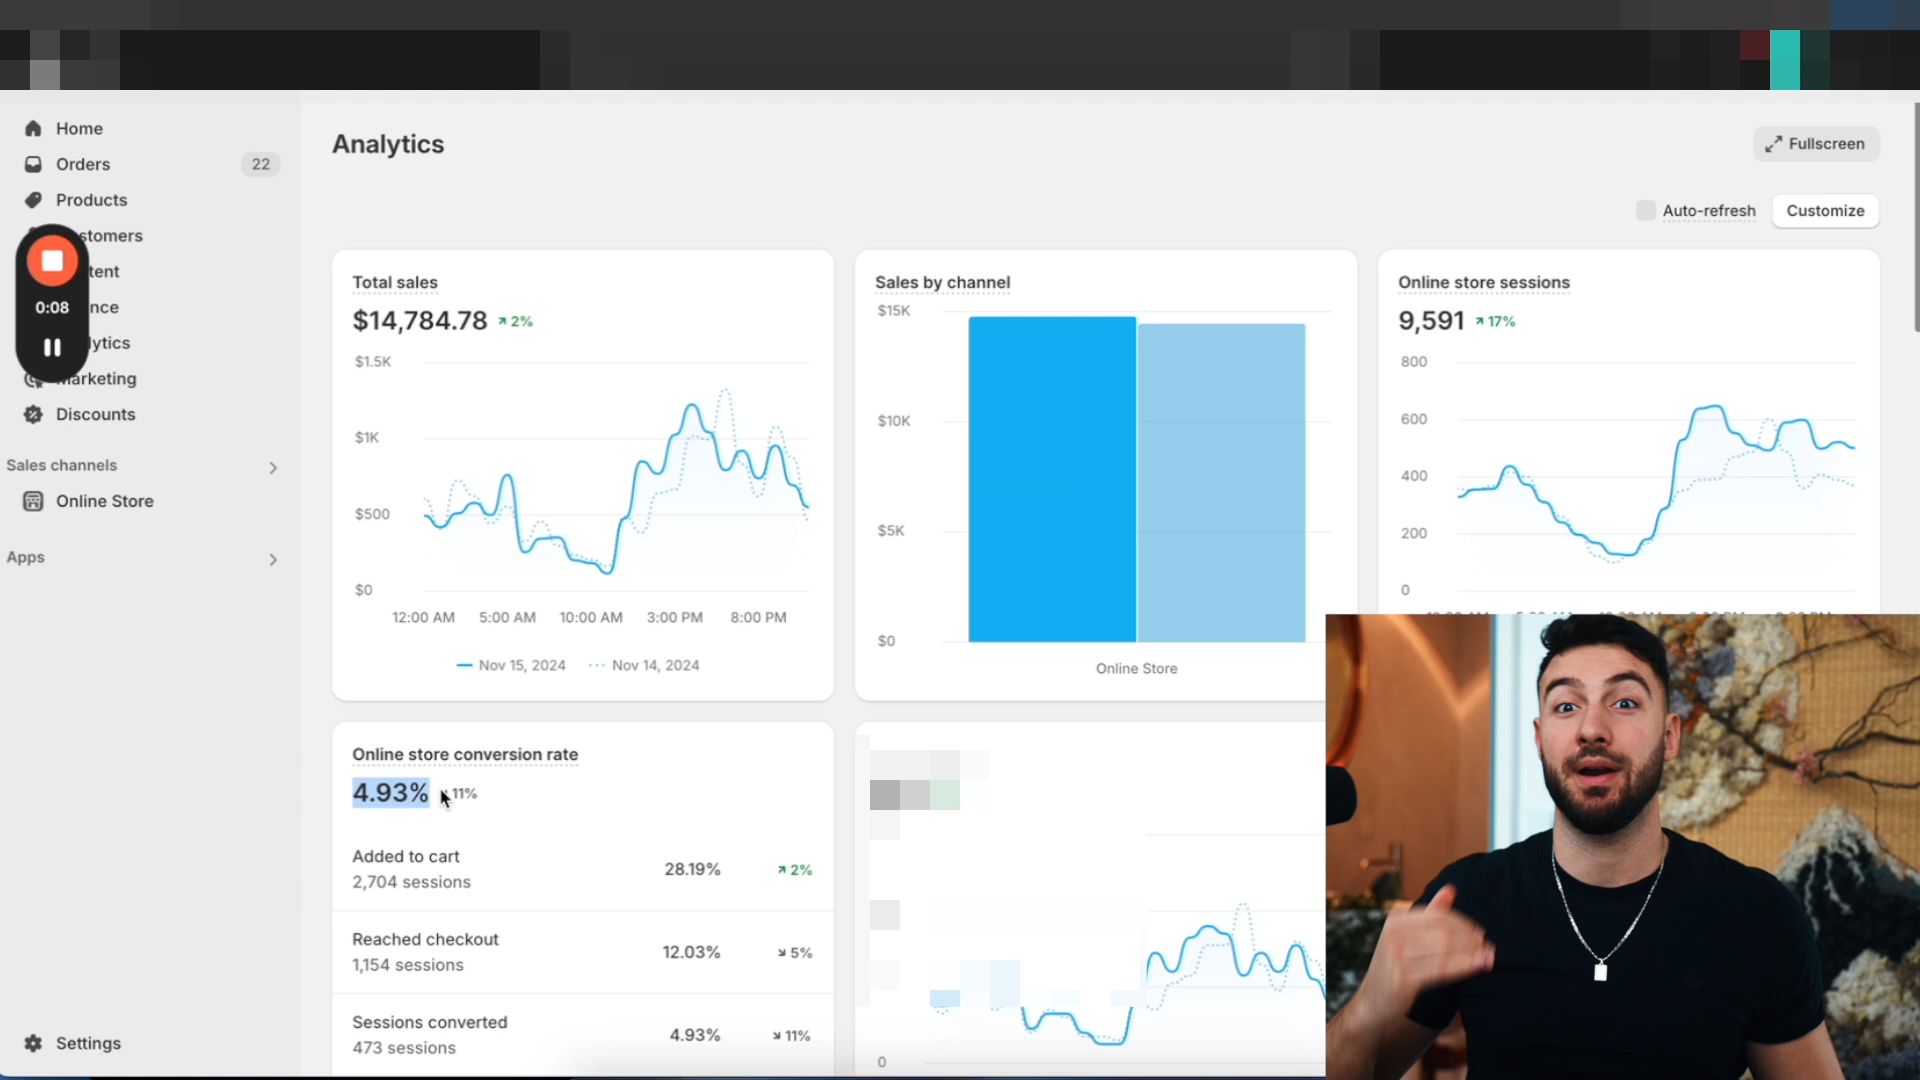 Home
Orders
22
Products
stomers
tent
nce
lytics
Marketing
Discounts
Sales channels
Online Store
Apps
Settings
0:08
Analytics
Fullscreen
Auto-refresh
Customize
Total sales
$14,784.78 2%
$1.5K
$1K
$500
$0
12:00 AM 5:00 AM 10:00 AM 3:00 PM 8:00 PM
Nov 15, 2024 Nov 14, 2024
Sales by channel
$15K
$10K
$5K
$0
Online Store
Online store sessions
9,591 17%
800
600
400
200
0
Online store conversion rate
4.93% 11%
Added to cart
2,704 sessions
28.19% 2%
Reached checkout
1,154 sessions
12.03% 5%
Sessions converted
473 sessions
4.93% 11%
0